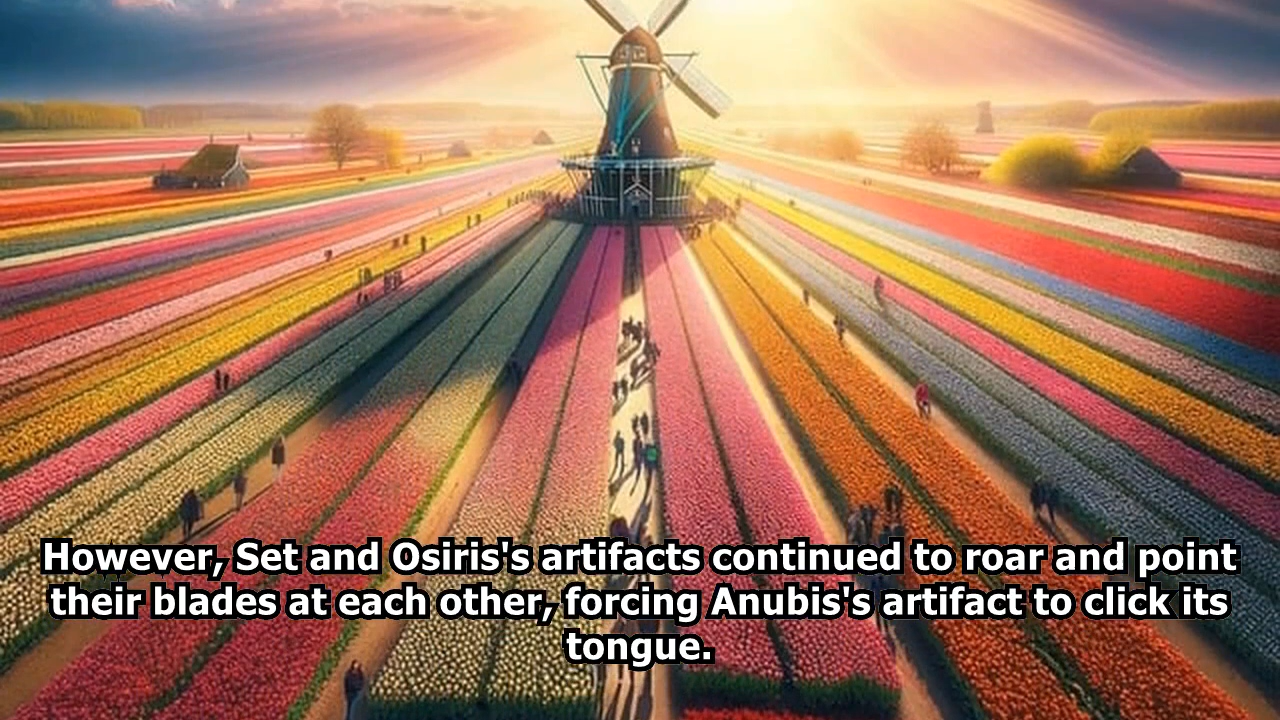 However, Set and Osiris's artifacts continued to roar and point
their blades at each other, forcing Anubis's artifact to click its
tongue.